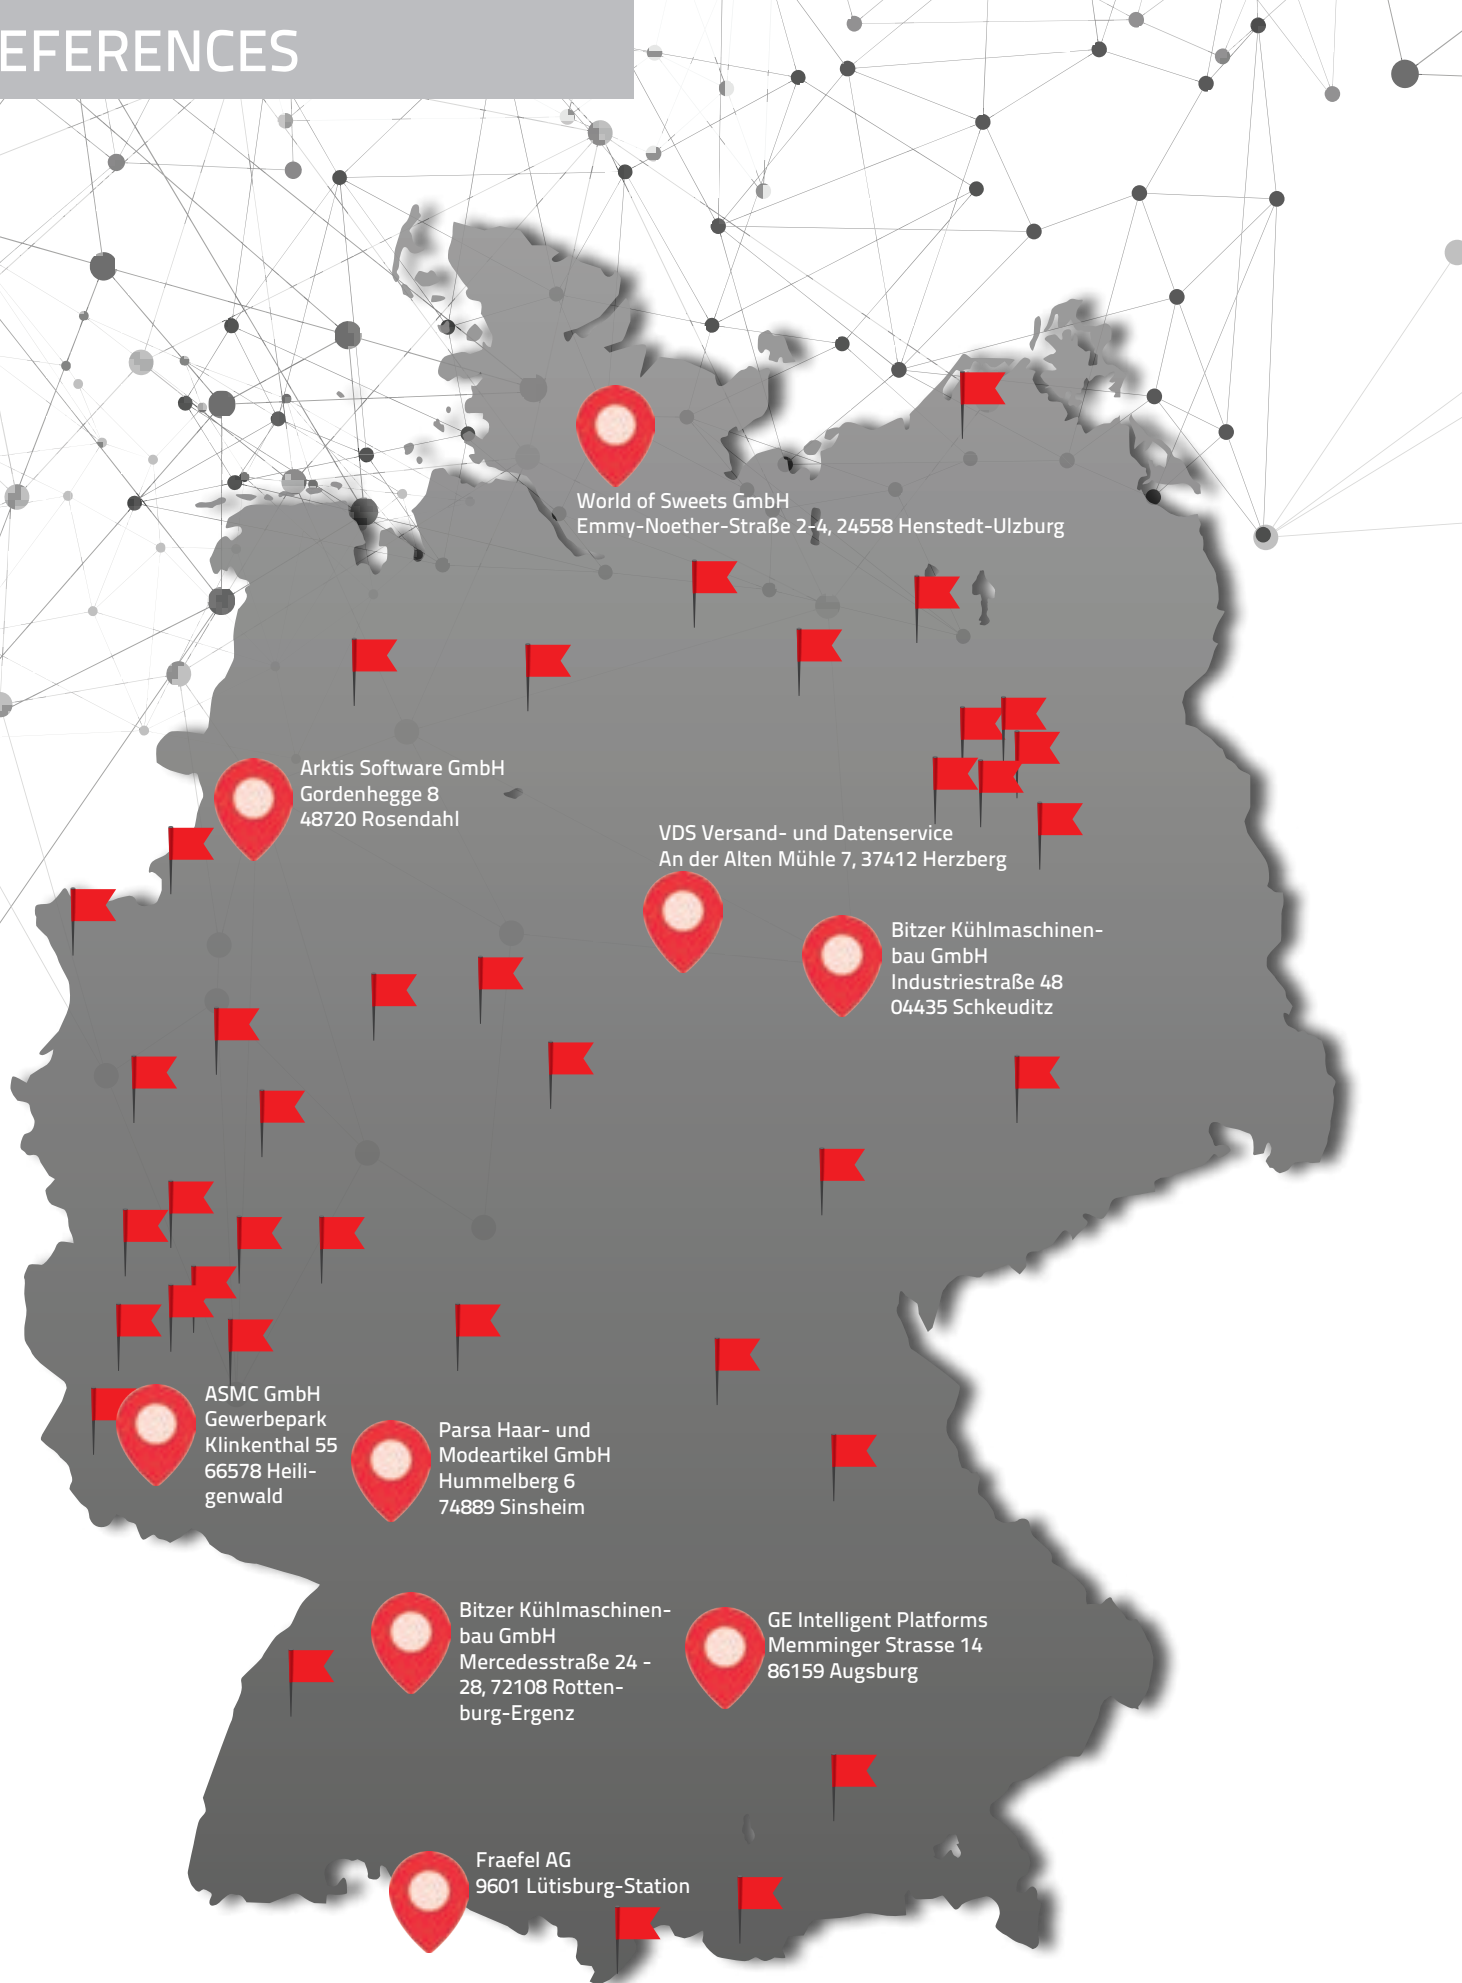 EFERENCES
World of Sweets GmbH
Emmy-Noether-Straße 2-4, 24558 Henstedt-Ulzburg
Arktis Software GmbH
Gordenhegge 8
48720 Rosendahl
VDS Versand- und Datenservice
An der Alten Mühle 7, 37412 Herzberg
Bitzer Kühlmaschinen-
bau GmbH
Industriestraße 48
04435 Schkeuditz
ASMC GmbH
Gewerbepark
Klinkenthal 55
66578 Heili-
genwald
Parsa Haar- und
Modeartikel GmbH
Hummelberg 6
74889 Sinsheim
Bitzer Kühlmaschinen-
bau GmbH
Mercedesstraße 24 -
28, 72108 Rotten-
burg-Ergenz
GE Intelligent Platforms
Memminger Strasse 14
86159 Augsburg
Fraefel AG
9601 Lütisburg-Station